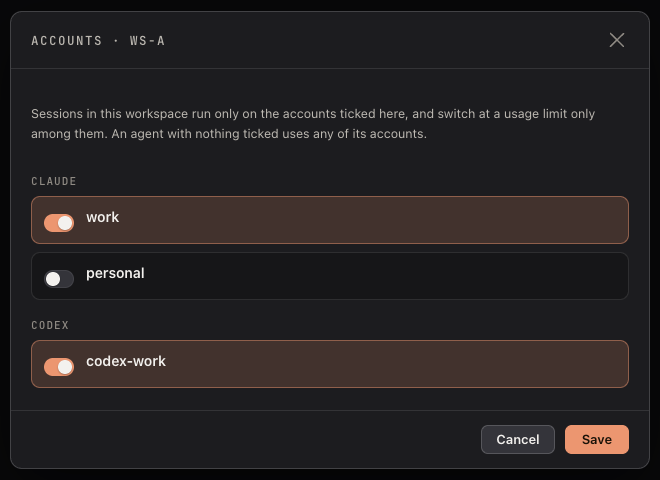 ACCOUNTS · WS-A
Sessions in this workspace run only on the accounts ticked here, and switch at a usage limit only
among them. An agent with nothing ticked uses any of its accounts.
CLAUDE
work
personal
CODEX
codex-work
Cancel
Save